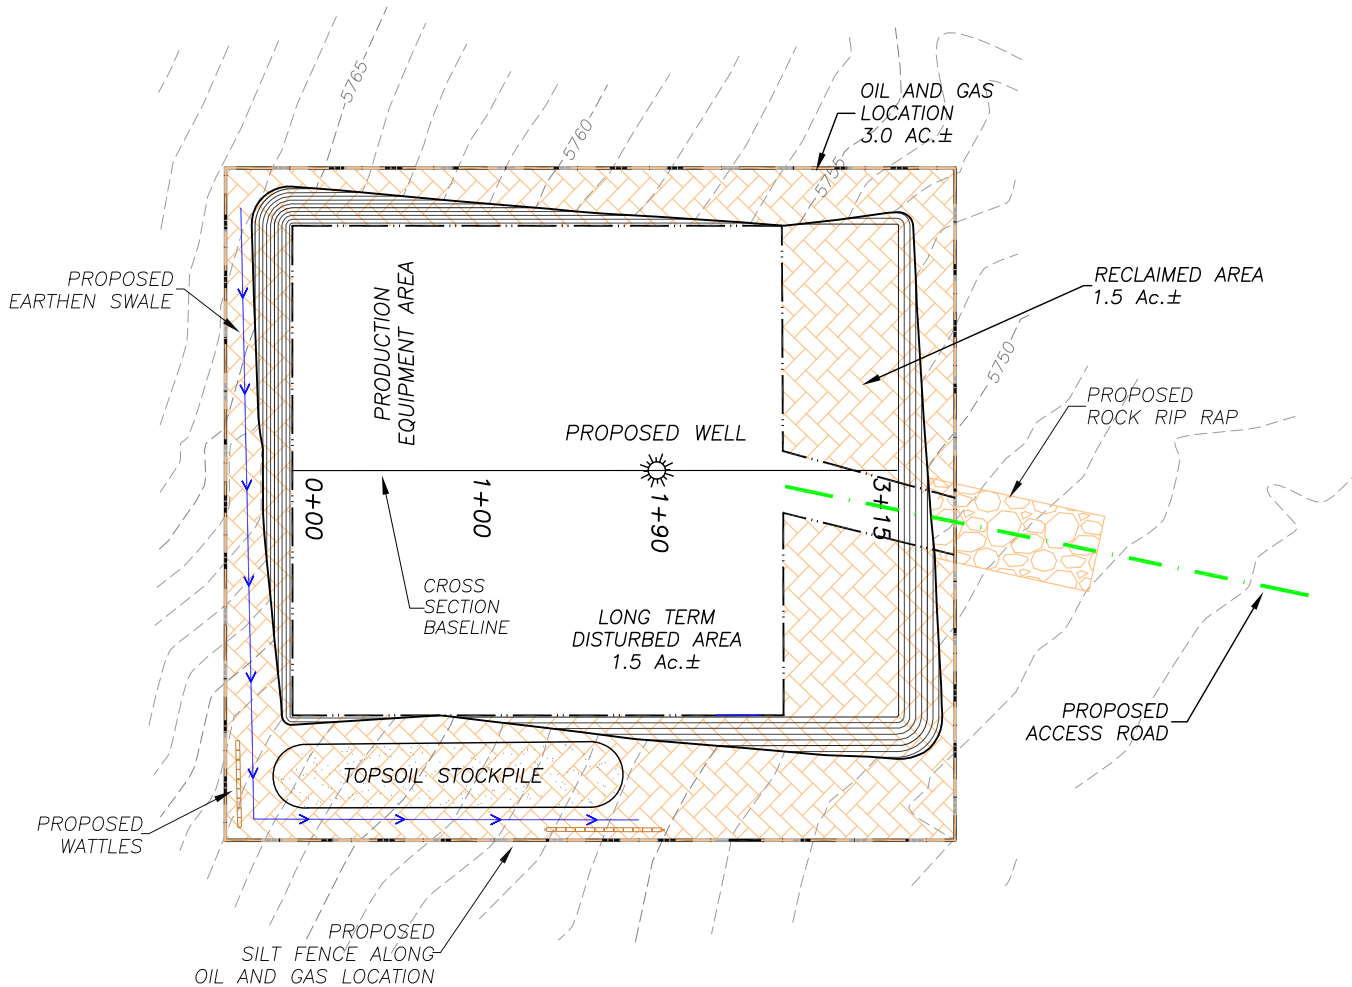 5765
5760
5755
OIL AND GAS
LOCATION
3.0 AC.±
PROPOSED
EARTHEN SWALE
PRODUCTION
EQUIPMENT AREA
RECLAIMED AREA
1.5 Ac.±
5750
PROPOSED
ROCK RIP RAP
PROPOSED WELL
0+00
1+00
1+90
3+15
CROSS
SECTION
BASELINE
LONG TERM
DISTURBED AREA
1.5 Ac.±
PROPOSED
ACCESS ROAD
TOPSOIL STOCKPILE
PROPOSED
WATTLES
PROPOSED
SILT FENCE ALONG
OIL AND GAS LOCATION